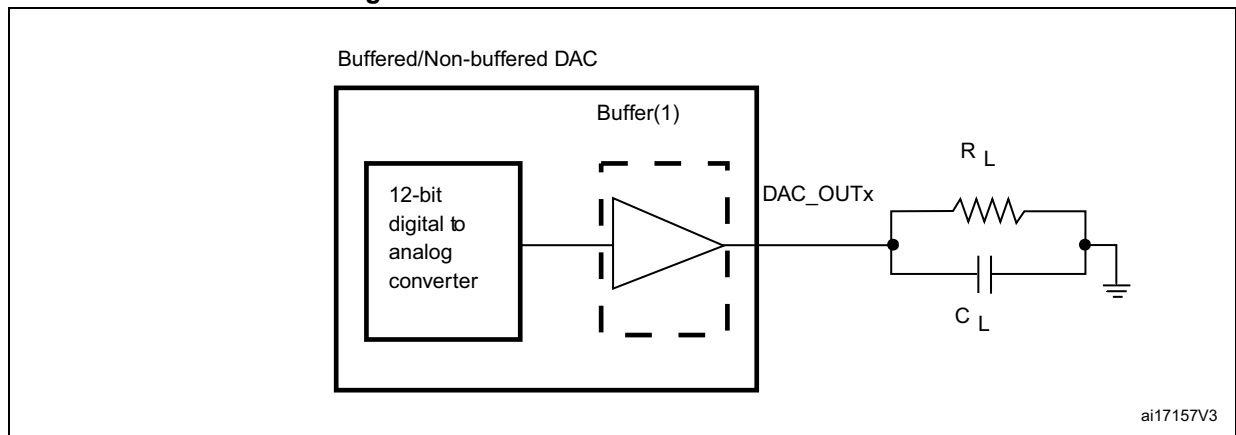 Buffered/Non-buffered DAC
Buffer(1)
12-bit
digital to
analog
converter
DAC_OUTx
R L
C L
ai17157V3